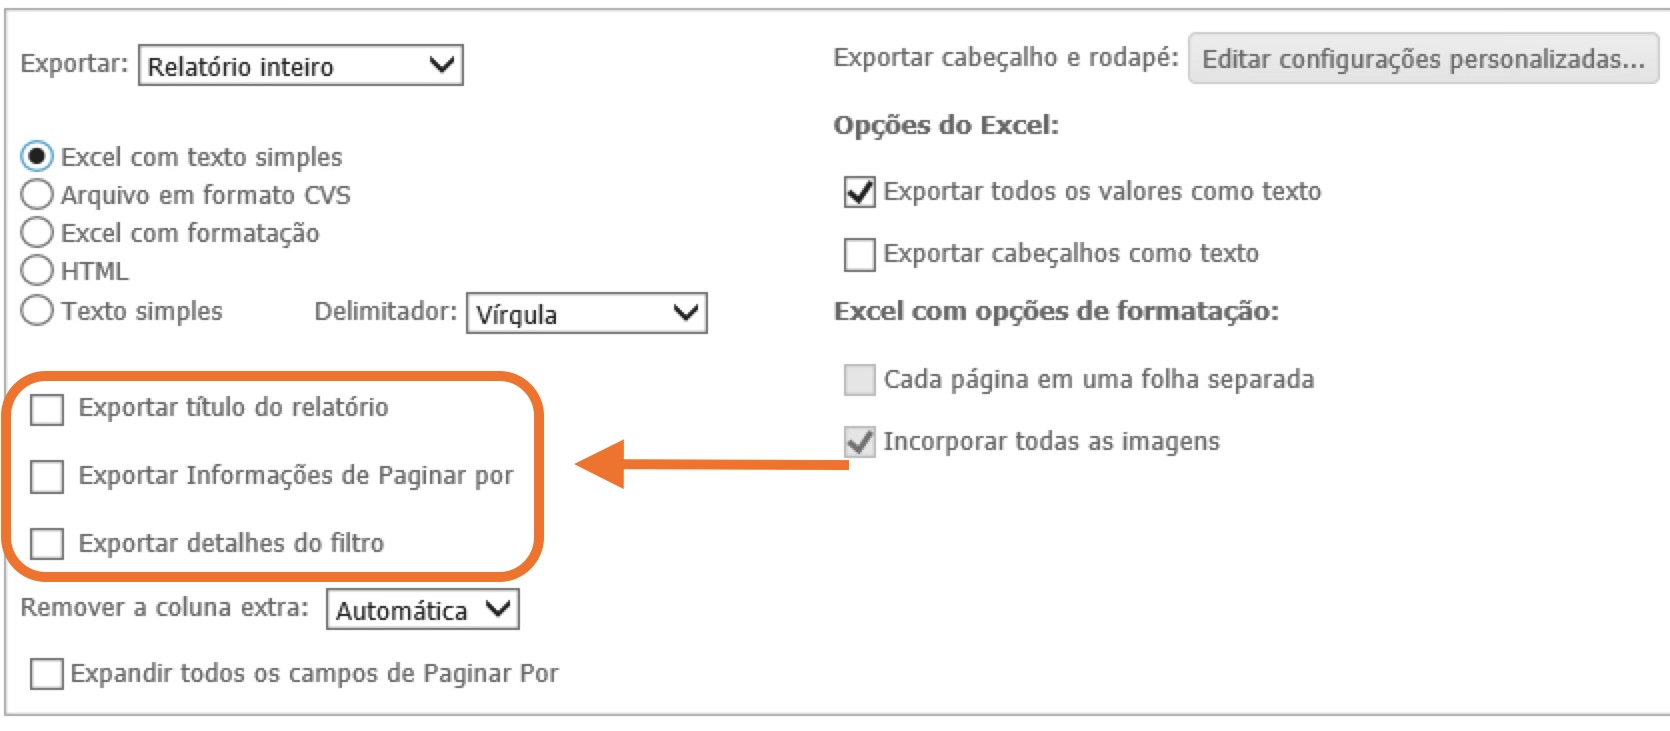 Exportar: Relatório inteiro
Excel com texto simples
Arquivo em formato CVS
Excel com formatação
HTML
Texto simples Delimitador: Vírgula
Exportar título do relatório
Exportar Informações de Paginar por
Exportar detalhes do filtro
Remover a coluna extra: Automática
Expandir todos os campos de Paginar Por
Exportar cabeçalho e rodapé: Editar configurações personalizadas...
Opções do Excel:
Exportar todos os valores como texto
Exportar cabeçalhos como texto
Excel com opções de formatação:
Cada página em uma folha separada
Incorporar todas as imagens